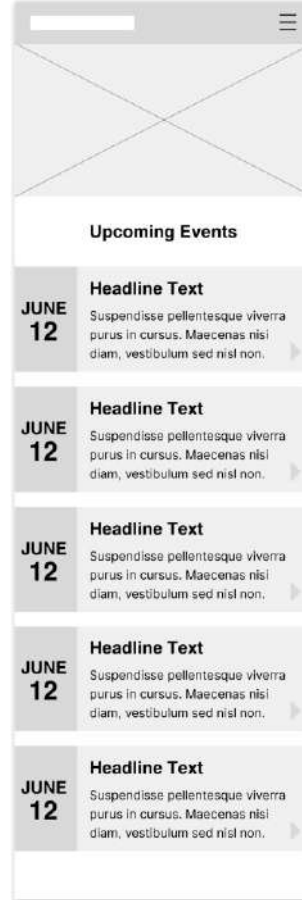 Upcoming Events
JUNE
12
Headline Text
Suspendisse pellentesque viverra
purus in cursus. Maecenas nisi
diam, vestibulum sed nisl non.
JUNE
12
Headline Text
Suspendisse pellentesque viverra
purus in cursus. Maecenas nisi
diam, vestibulum sed nisl non.
JUNE
12
Headline Text
Suspendisse pellentesque viverra
purus in cursus. Maecenas nisi
diam, vestibulum sed nisl non.
JUNE
12
Headline Text
Suspendisse pellentesque viverra
purus in cursus. Maecenas nisi
diam, vestibulum sed nisl non.
JUNE
12
Headline Text
Suspendisse pellentesque viverra
purus in cursus. Maecenas nisi
diam, vestibulum sed nisl non.